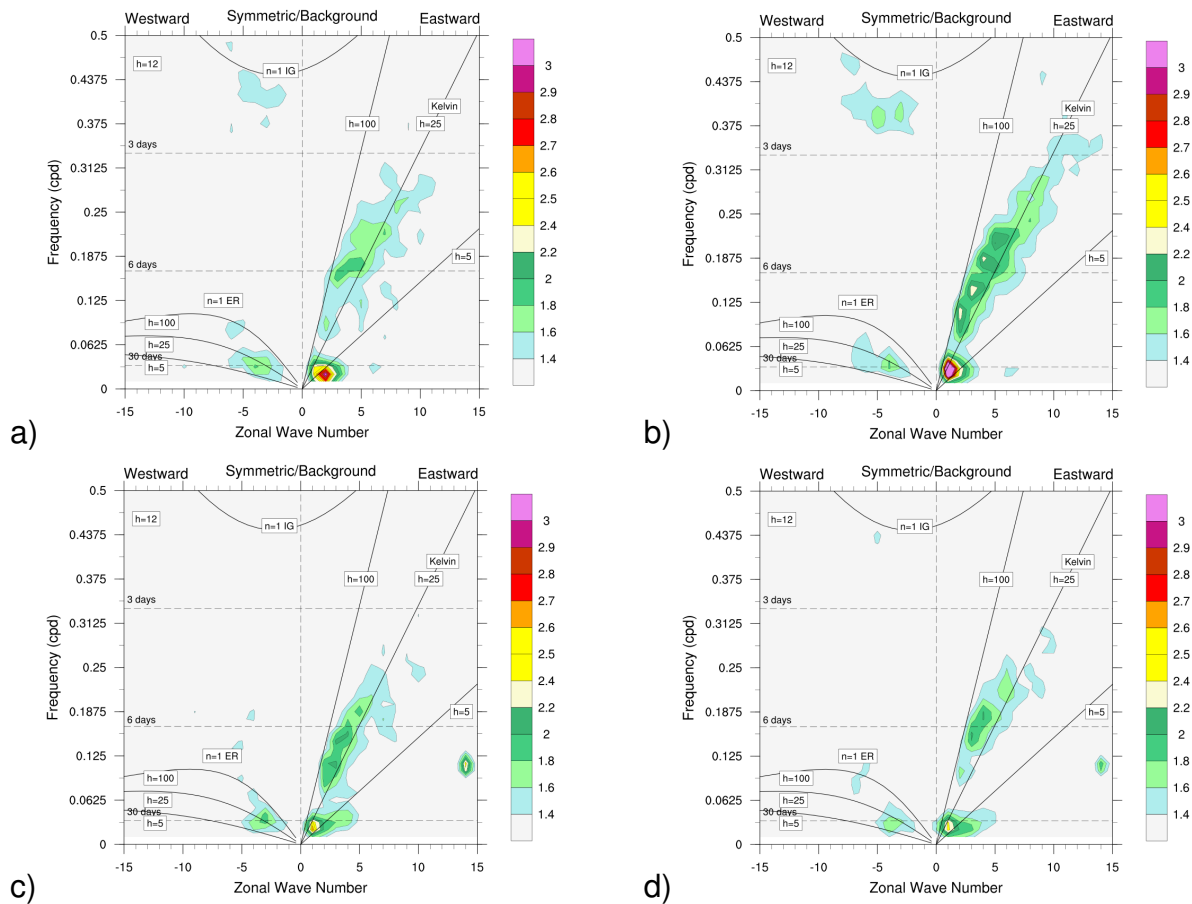 a)
Westward Symmetric/Background Eastward
0.5
0.4375
0.375
0.3125
0.25
0.1875
0.125
0.0625
0
Frequency (cpd)
h=12
n=1 IG
Kelvin
h=100
h=25
3 days
h=5
6 days
n=1 ER
h=100
h=25
30 days
h=5
-15 -10 -5 0 5 10 15
Zonal Wave Number
3
2.9
2.8
2.7
2.6
2.4
2.2
2
1.8
1.6
1.4
b)
Westward Symmetric/Background Eastward
0.5
0.4375
0.375
0.3125
0.25
0.1875
0.125
0.0625
0
Frequency (cpd)
h=12
n=1 IG
Kelvin
h=100
h=25
3 days
h=5
6 days
n=1 ER
h=100
h=25
30 days
h=5
-15 -10 -5 0 5 10 15
Zonal Wave Number
3
2.9
2.8
2.7
2.6
2.5
2.4
2.2
2
1.8
1.6
1.4
c)
Westward Symmetric/Background Eastward
0.5
0.4375
0.375
0.3125
0.25
0.1875
0.125
0.0625
0
Frequency (cpd)
h=12
n=1 IG
Kelvin
h=100
h=25
3 days
h=5
6 days
n=1 ER
h=100
h=25
30 days
h=5
-15 -10 -5 0 5 10 15
Zonal Wave Number
3
2.9
2.8
2.7
2.6
2.4
2.2
2
1.8
1.6
1.4
d)
Westward Symmetric/Background Eastward
0.5
0.4375
0.375
0.3125
0.25
0.1875
0.125
0.0625
0
Frequency (cpd)
h=12
n=1 IG
Kelvin
h=100
h=25
3 days
h=5
6 days
n=1 ER
h=100
h=25
30 days
h=5
-15 -10 -5 0 5 10 15
Zonal Wave Number
3
2.9
2.8
2.7
2.6
2.4
2.2
2
1.8
1.6
1.4